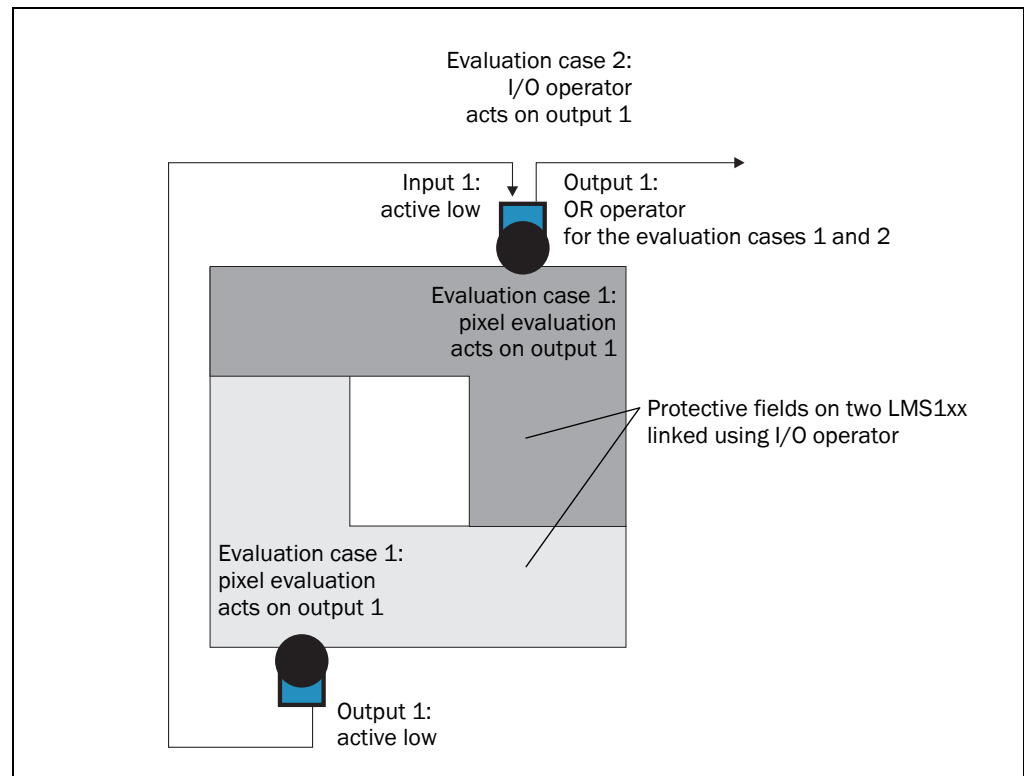 Evaluation case 2:
I/O operator
acts on output 1
Input 1:
active low
Output 1:
OR operator
for the evaluation cases 1 and 2
Evaluation case 1:
pixel evaluation
acts on output 1
Protective fields on two LMS1xx
linked using I/O operator
Evaluation case 1:
pixel evaluation
acts on output 1
Output 1:
active low